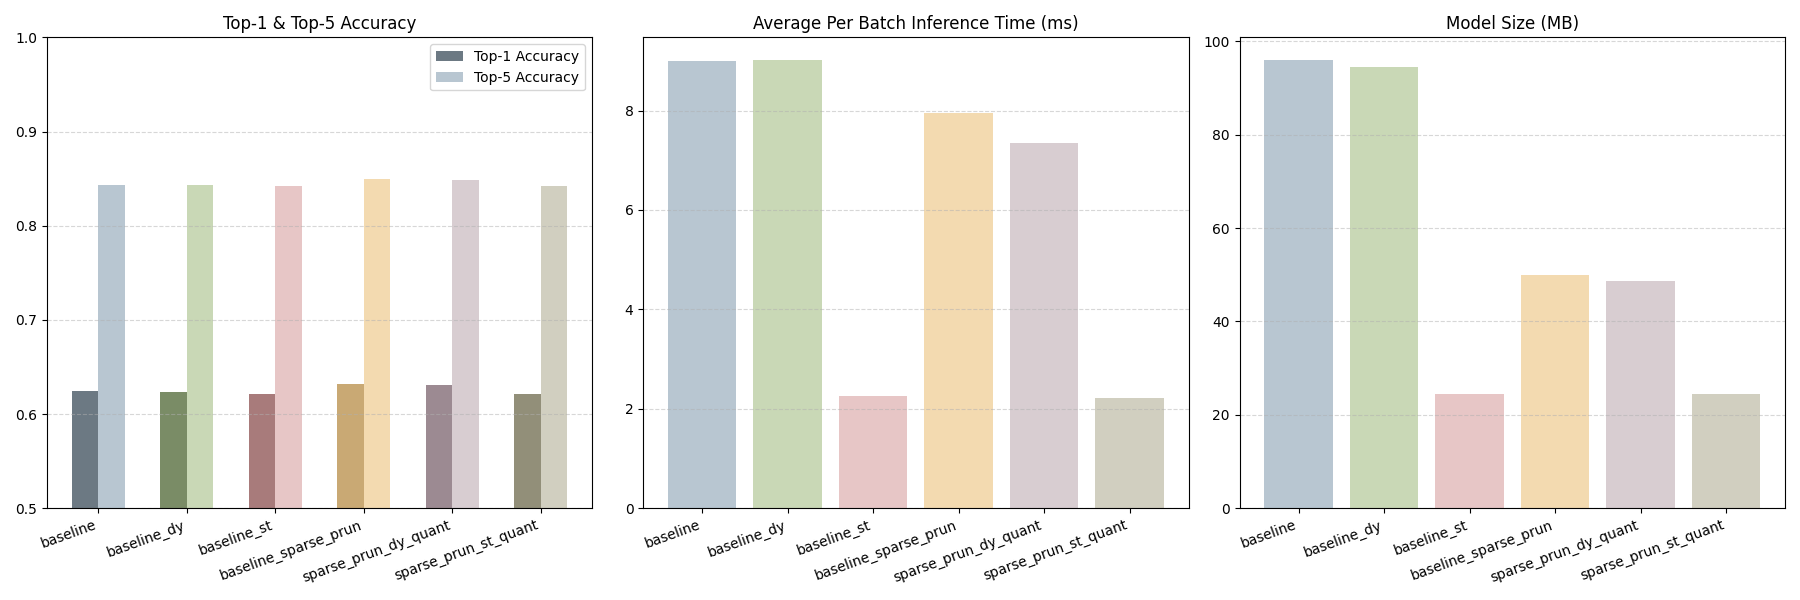 Top-1 & Top-5 Accuracy
1.0
0.9
0.8
0.7
0.6
0.5
Top-1 Accuracy
Top-5 Accuracy
baseline
baseline_dy
baseline_st
baseline_sparse_prun
sparse_prun_dy_quant
sparse_prun_st_quant
Average Per Batch Inference Time (ms)
8
6
4
2
0
baseline
baseline_dy
baseline_st
baseline_sparse_prun
sparse_prun_dy_quant
sparse_prun_st_quant
Model Size (MB)
100
80
60
40
20
0
baseline
baseline_dy
baseline_st
baseline_sparse_prun
sparse_prun_dy_quant
sparse_prun_st_quant